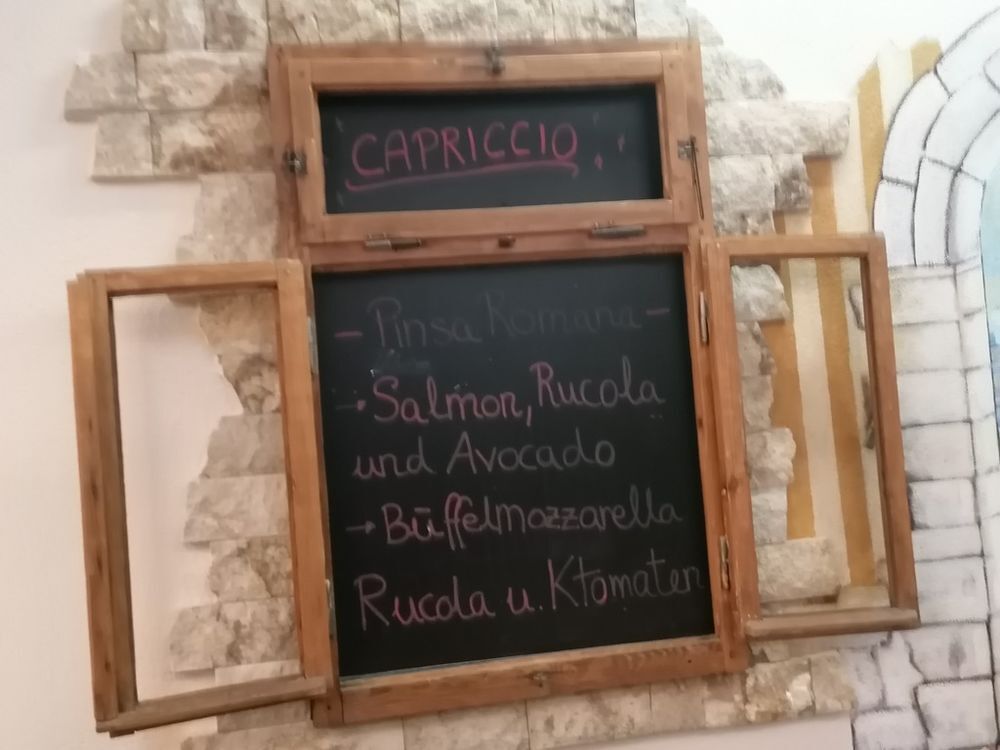 CAPRICCIO
- Pinsa Romana -
Salmon, Rucola
und Avocado
→ Büffelmozzarella
Rucola u. Ktomaten